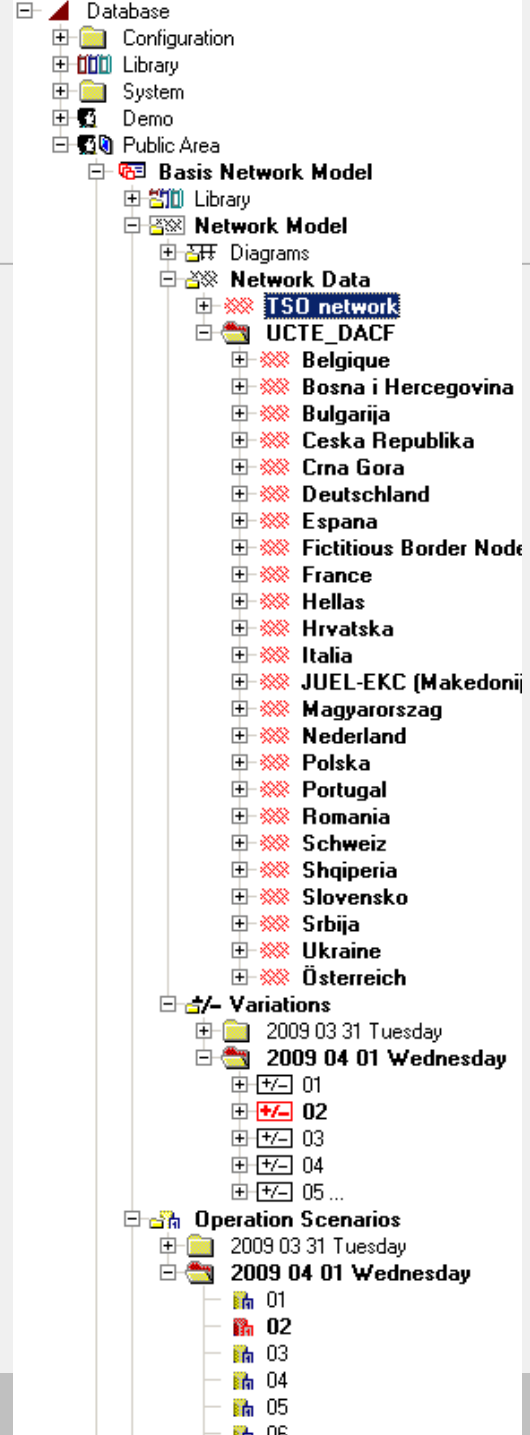 Database
Configuration
Library
System
Demo
Public Area
Basis Network Model
Library
Network Model
Diagrams
Network Data
TSO network
UCTE_DACF
Belgique
Bosna i Hercegovina
Bulgarija
Ceska Republika
Crna Gora
Deutschland
Espana
Fictitious Border Node
France
Hellas
Hrvatska
Italia
JUEL-EKC (Makedonij
Magyarorszag
Nederland
Polska
Portugal
Romania
Schweiz
Shqiperia
Slovensko
Srbija
Ukraine
Österreich
+/- Variations
2009 03 31 Tuesday
2009 04 01 Wednesday
+/- 01
+/- 02
+/- 03
+/- 04
+/- 05 ...
Operation Scenarios
2009 03 31 Tuesday
2009 04 01 Wednesday
01
02
03
04
05
06